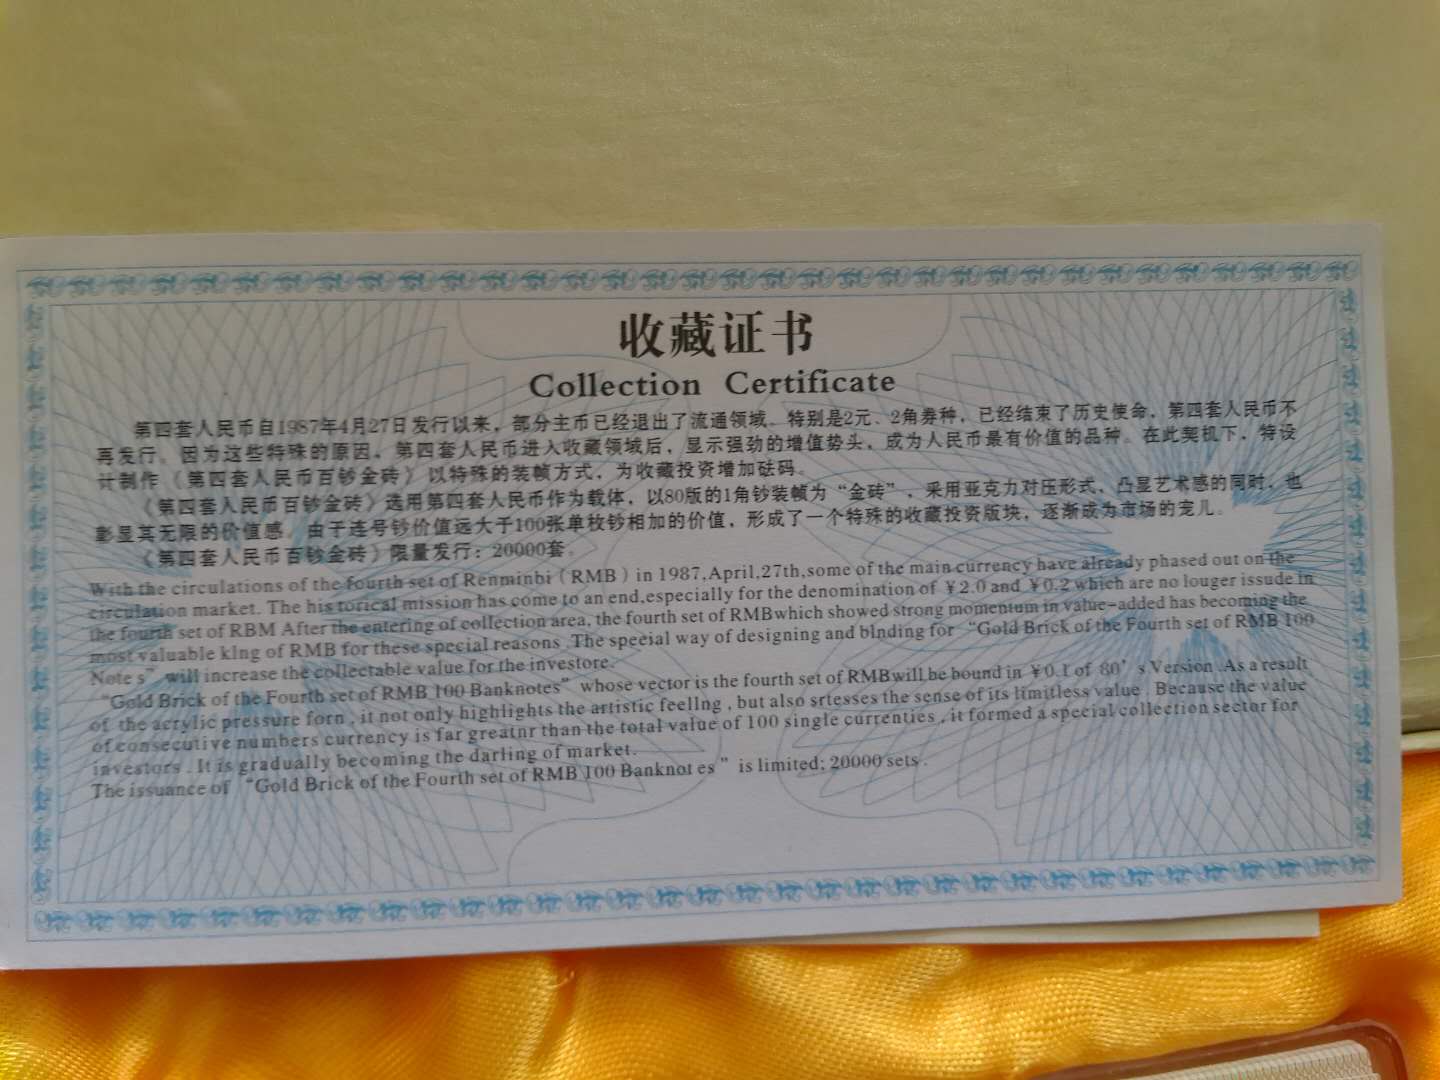 收藏证书
Collection Certificate
第四套人民币自1987年4月27日发行以来，部分主币已经退出了流通领域。特别是2元、2角券种，已经结束了历史使命，第四套人民币不
再发行。因为这些特殊的原因，第四套人民币进入收藏领域后，显示强劲的增值势头，成为人民币最有价值的品种。在此契机下，特设
计制作《第四套人民币百钞金砖》以特殊的装帧方式，为收藏投资增加砝码。
《第四套人民币百钞金砖》选用第四套人民币作为载体，以80版的1角钞装帧为“金砖”，采用亚克力对压形式，凸显艺术感的同时，也
彰显其无限的价值感。由于连号钞价值远大于100张单枚钞相加的价值，形成了一个特殊的收藏投资版块，逐渐成为市场的宠儿。
《第四套人民币百钞金砖》限量发行：20000套。
With the circulations of the fourth set of Renminbi（RMB）in 1987,April,27th,some of the main currency have already phased out on the
circulation market. The his torical mission has come to an end,especially for the denomination of ￥2.0 and ￥0.2 which are no louger issude in
the fourth set of RBM After the entering of collection area, the fourth set of RMBwhich showed strong momentum in value-added has becoming the
most valuable klng of RMB for these special reasons .The speeial way of designing and blnding for “Gold Brick of the Fourth set of RMB 100
Note s” will increase the collectable value for the investore.
“Gold Brick of the Fourth set of RMB 100 Banknotes” whose vector is the fourth set of RMBwill be bound in ￥0.1 of 80’s Version .As a result
of the acrylic pressure forn , it not only highlights the artistic feellng , but also srtesses the sense of its limitless value . Because the value
of consecutive numbers currency is far greatnr than the total value of 100 single currenties , it formed a special collection sector for
investors . It is gradually becoming the darling of market.
The issuance of “Gold Brick of the Fourth set of RMB 100 Banknot es” is limited: 20000 sets .